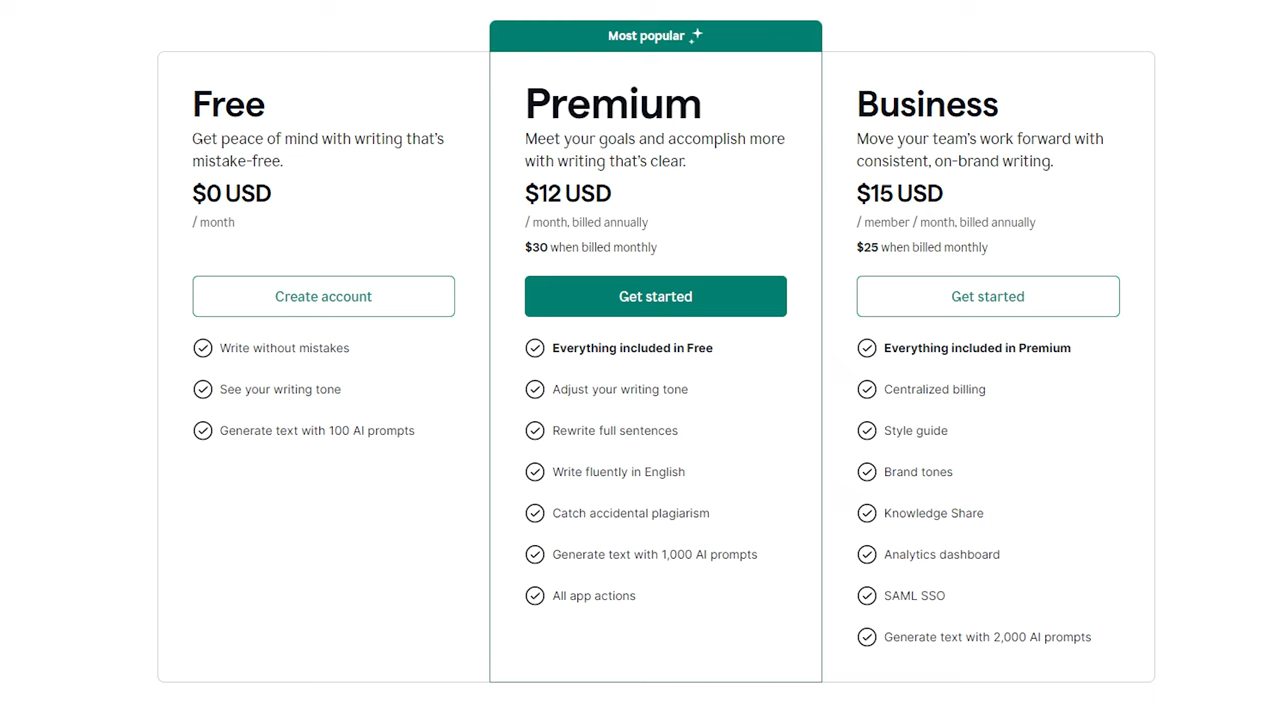 Most popular
Free
Get peace of mind with writing that's
mistake-free.
$0 USD
/ month
Create account
Write without mistakes
See your writing tone
Generate text with 100 AI prompts
Premium
Meet your goals and accomplish more
with writing that's clear.
$12 USD
/ month, billed annually
$30 when billed monthly
Get started
Everything included in Free
Adjust your writing tone
Rewrite full sentences
Write fluently in English
Catch accidental plagiarism
Generate text with 1,000 AI prompts
All app actions
Business
Move your team's work forward with
consistent, on-brand writing.
$15 USD
/ member / month, billed annually
$25 when billed monthly
Get started
Everything included in Premium
Centralized billing
Style guide
Brand tones
Knowledge Share
Analytics dashboard
SAML SSO
Generate text with 2,000 AI prompts